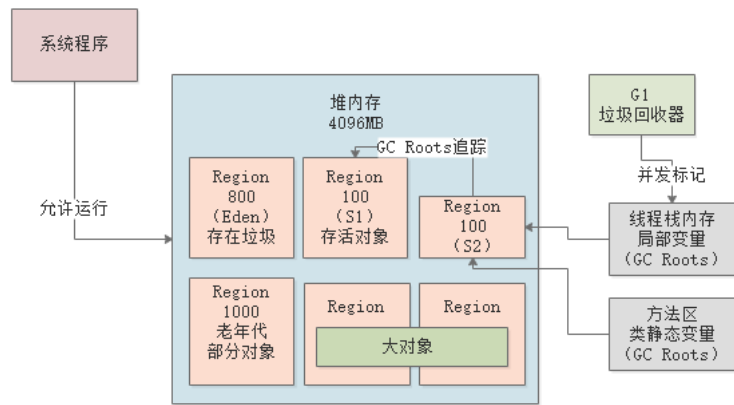 系统程序
允许运行
堆内存
4096MB
GC Roots追踪
Region
800
(Eden)
存在垃圾
Region
100
(S1)
存活对象
Region
100
(S2)
Region
1000
老年代
部分对象
Region
Region
大对象
G1
垃圾回收器
并发标记
线程栈内存
局部变量
(GC Roots)
方法区
类静态变量
(GC Roots)